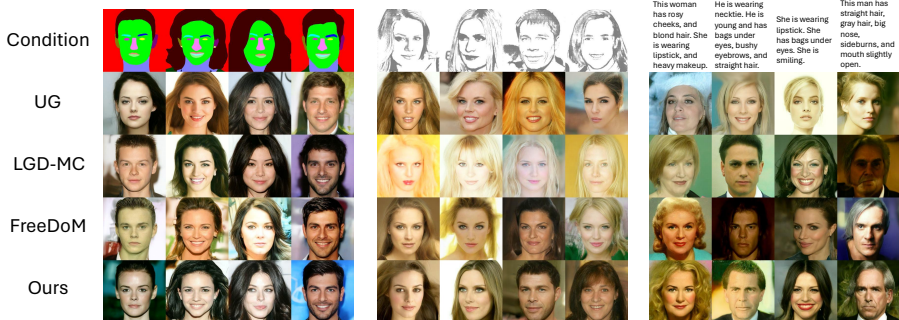 Condition
This woman
has rosy
cheeks, and
blond hair. She
is wearing
lipstick, and
heavy makeup.
He is wearing
necktie. He is
young and has
bags under
eyes, bushy
eyebrows, and
straight hair.
She is wearing
lipstick. She
has bags under
eyes. She is
smiling.
This man has
straight hair,
gray hair, big
nose,
sideburns, and
mouth slightly
open.
UG
LGD-MC
FreeDoM
Ours